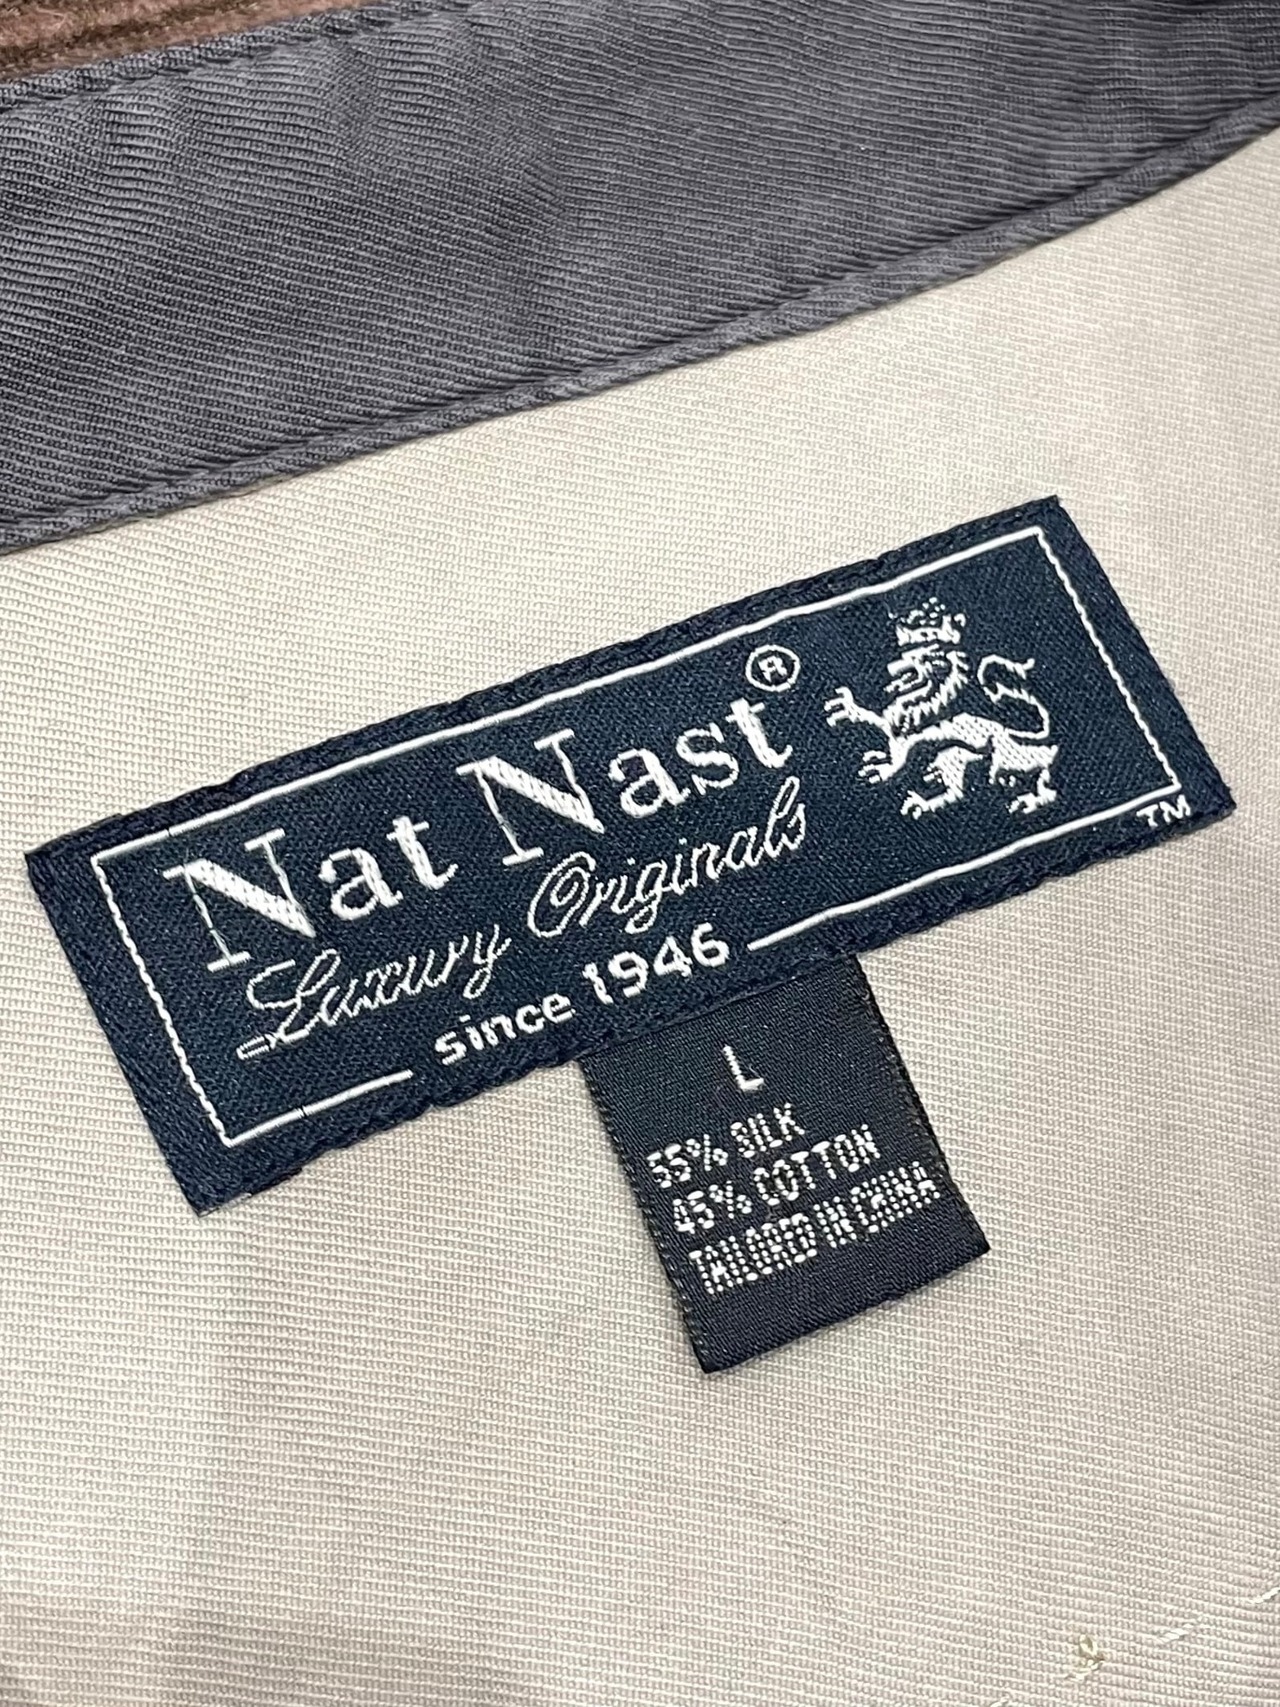 Nat Nast®
Luxury Originals
since 1946
TM
L
55% SILK
45% COTTON
TAILORED IN CHINA